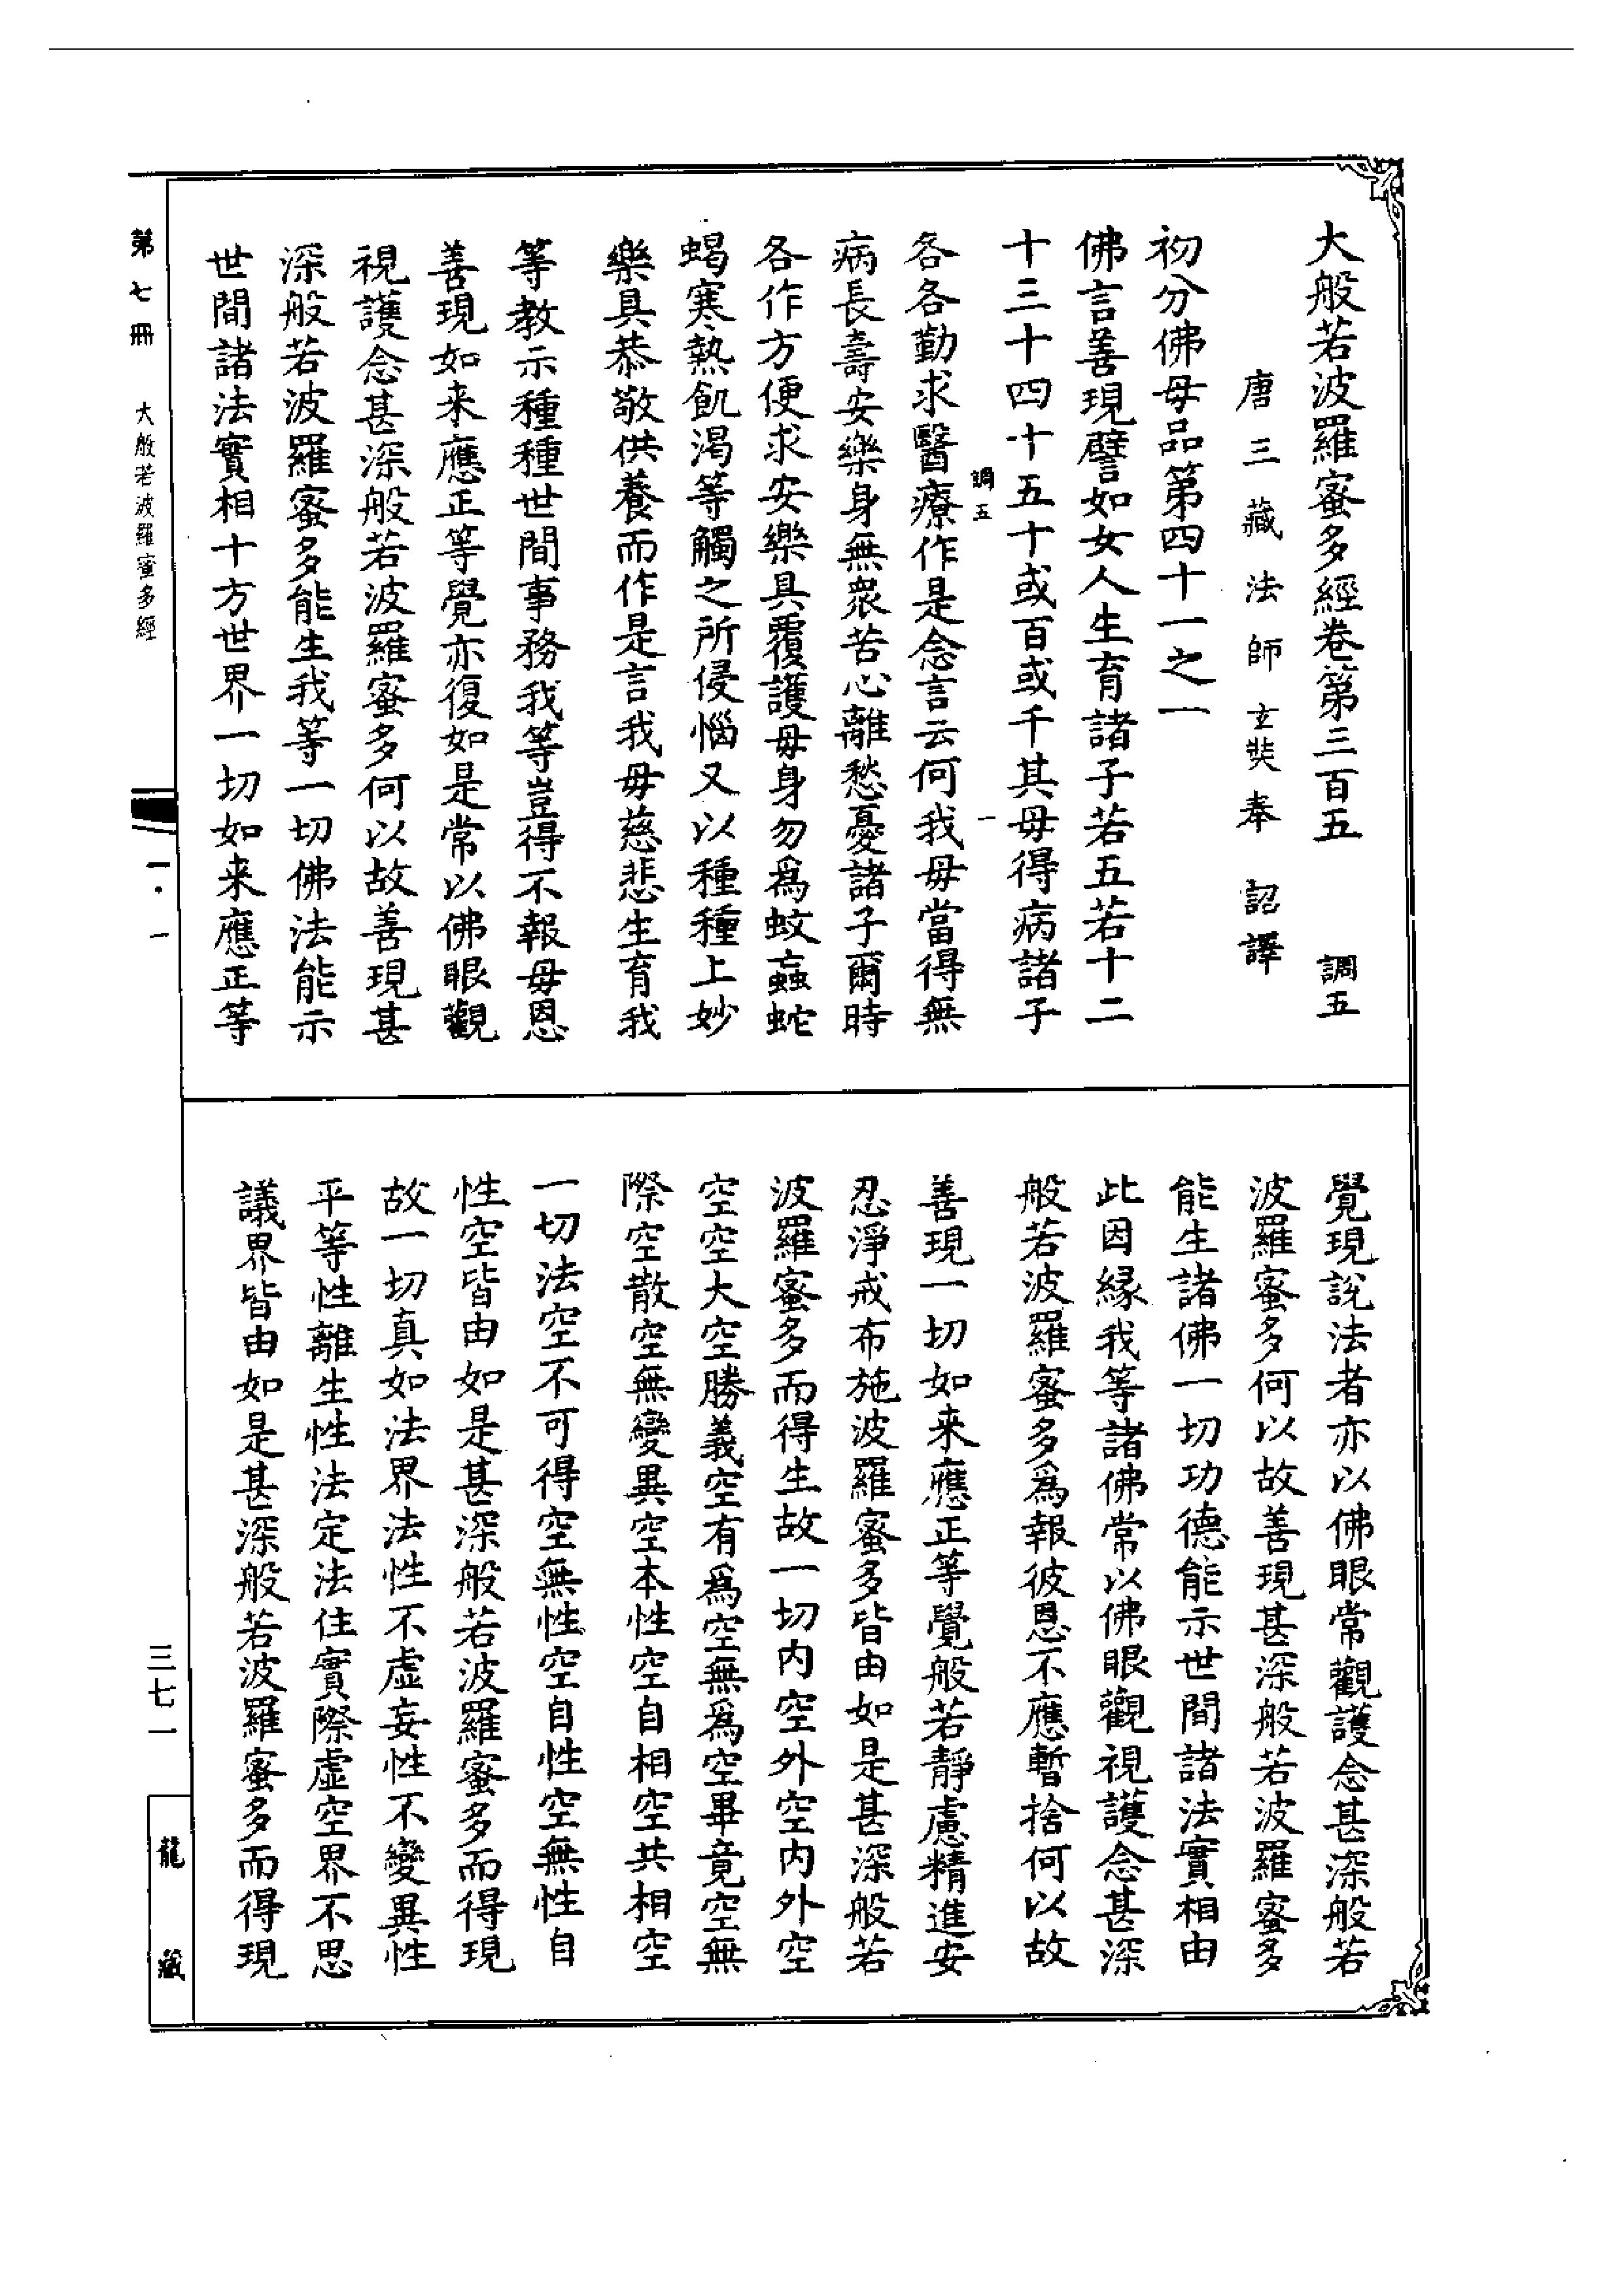 大般若波羅蜜多經卷第三百五　調五
唐三藏法師玄奘奉　詔譯
初分佛母品第四十一之一
佛言善現譬如女人生育諸子若五若十二
十三十四十五十或百或千其母得病諸子
調五　一
各各勤求醫療作是念言云何我母當得無
病長壽安樂身無衆苦心離愁憂諸子爾時
各作方便求安樂具覆護母身勿爲蚊蝱蛇
蝎寒熱飢渴等觸之所侵惱又以種種上妙
樂具恭敬供養而作是言我母慈悲生育我
等教示種種世間事務我等豈得不報母恩
善現如来應正等覺亦復如是常以佛眼觀
視護念甚深般若波羅蜜多何以故善現甚
深般若波羅蜜多能生我等一切佛法能示
世間諸法實相十方世界一切如来應正等
覺現說法者亦以佛眼常觀護念甚深般若
波羅蜜多何以故善現甚深般若波羅蜜多
能生諸佛一切功德能示世間諸法實相由
此因緣我等諸佛常以佛眼觀視護念甚深
般若波羅蜜多爲報彼恩不應暫捨何以故
善現一切如来應正等覺般若靜慮精進安
忍淨戒布施波羅蜜多皆由如是甚深般若
波羅蜜多而得生故一切内空外空内外空
空空大空勝義空有爲空無爲空畢竟空無
際空散空無變異空本性空自相空共相空
一切法空不可得空無性空自性空無性自
性空皆由如是甚深般若波羅蜜多而得現
故一切真如法界法性不虛妄性不變異性
平等性離生性法定法住實際虛空界不思
議界皆由如是甚深般若波羅蜜多而得現
第七冊　大般若波羅蜜多經
一·一
三七一
龍藏